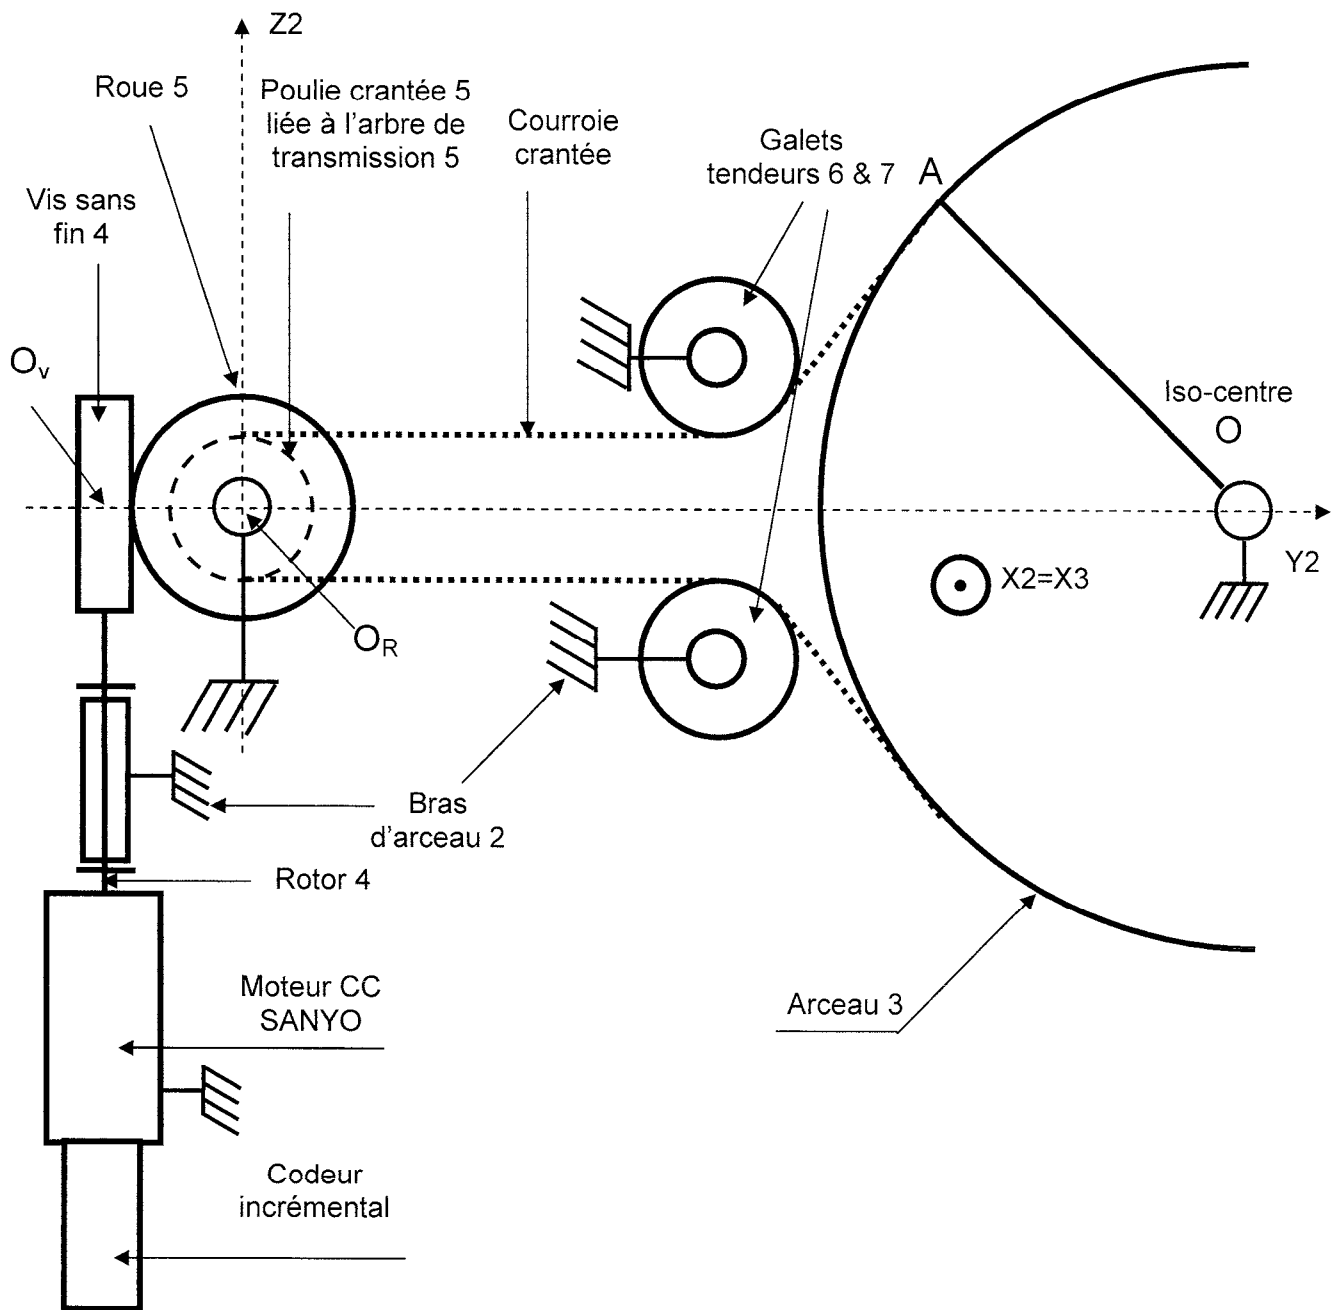 Z2
Roue 5
Poulie crantée 5
liée à l'arbre de
transmission 5
Courroie
crantée
Galets
tendeurs 6 & 7
A
Vis sans
fin 4
Ov
Iso-centre
O
Y2
X2=X3
OR
Bras
d'arceau 2
Rotor 4
Moteur CC
SANYO
Arceau 3
Codeur
incrémental